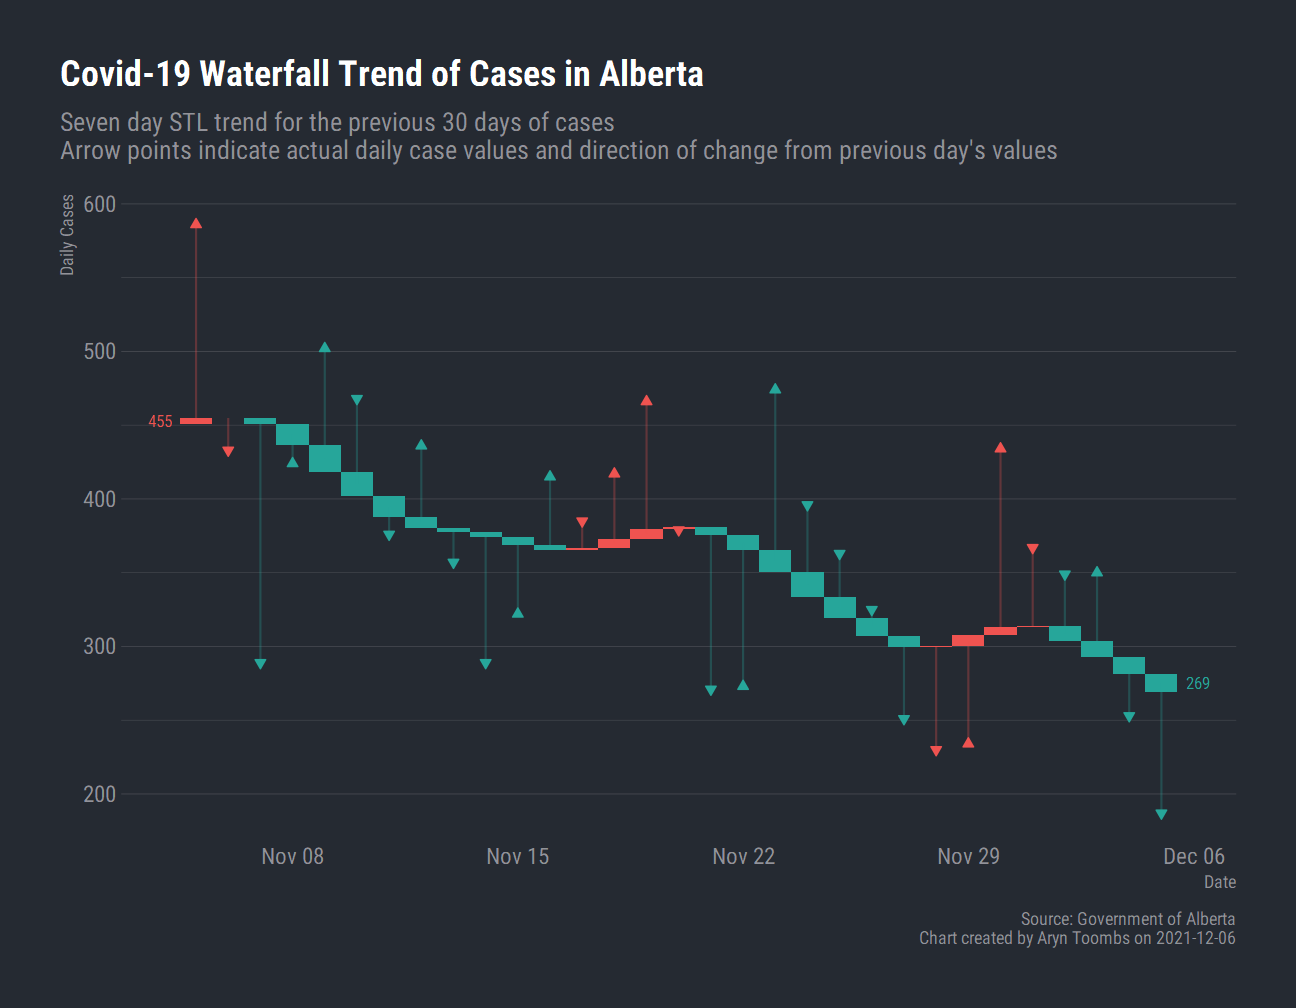 Covid-19 Waterfall Trend of Cases in Alberta
Seven day STL trend for the previous 30 days of cases
Arrow points indicate actual daily case values and direction of change from previous day's values
Daily Cases
600
500
400
300
200
455
269
Nov 08
Nov 15
Nov 22
Nov 29
Dec 06
Date
Source: Government of Alberta
Chart created by Aryn Toombs on 2021-12-06